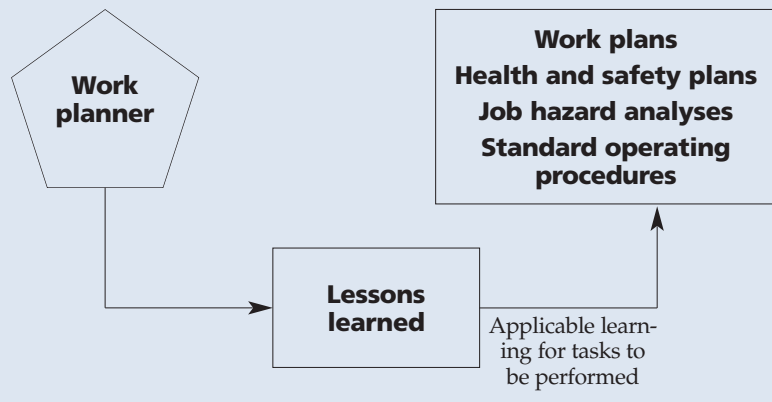 Work
planner
Work plans
Health and safety plans
Job hazard analyses
Standard operating
procedures
Lessons
learned
Applicable learn-
ing for tasks to
be performed